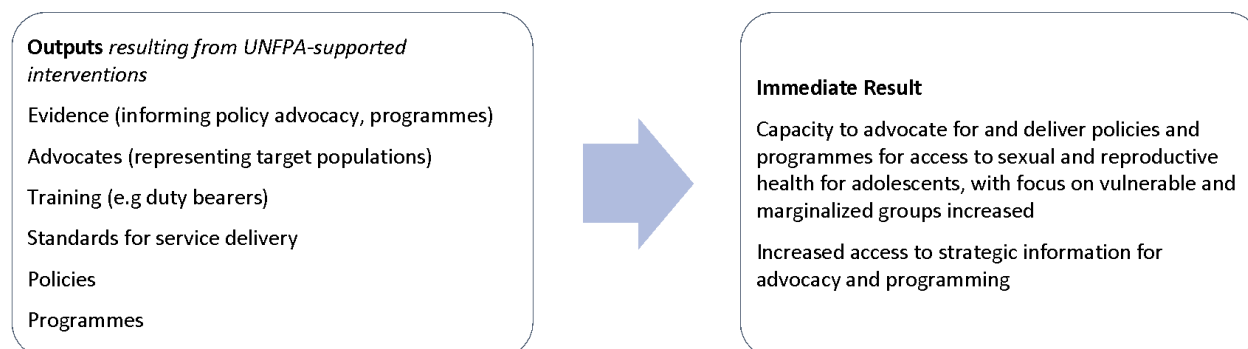 Outputs resulting from UNFPA-supported
interventions
Evidence (informing policy advocacy, programmes)
Advocates (representing target populations)
Training (e.g duty bearers)
Standards for service delivery
Policies
Programmes
Immediate Result
Capacity to advocate for and deliver policies and
programmes for access to sexual and reproductive
health for adolescents, with focus on vulnerable and
marginalized groups increased
Increased access to strategic information for
advocacy and programming